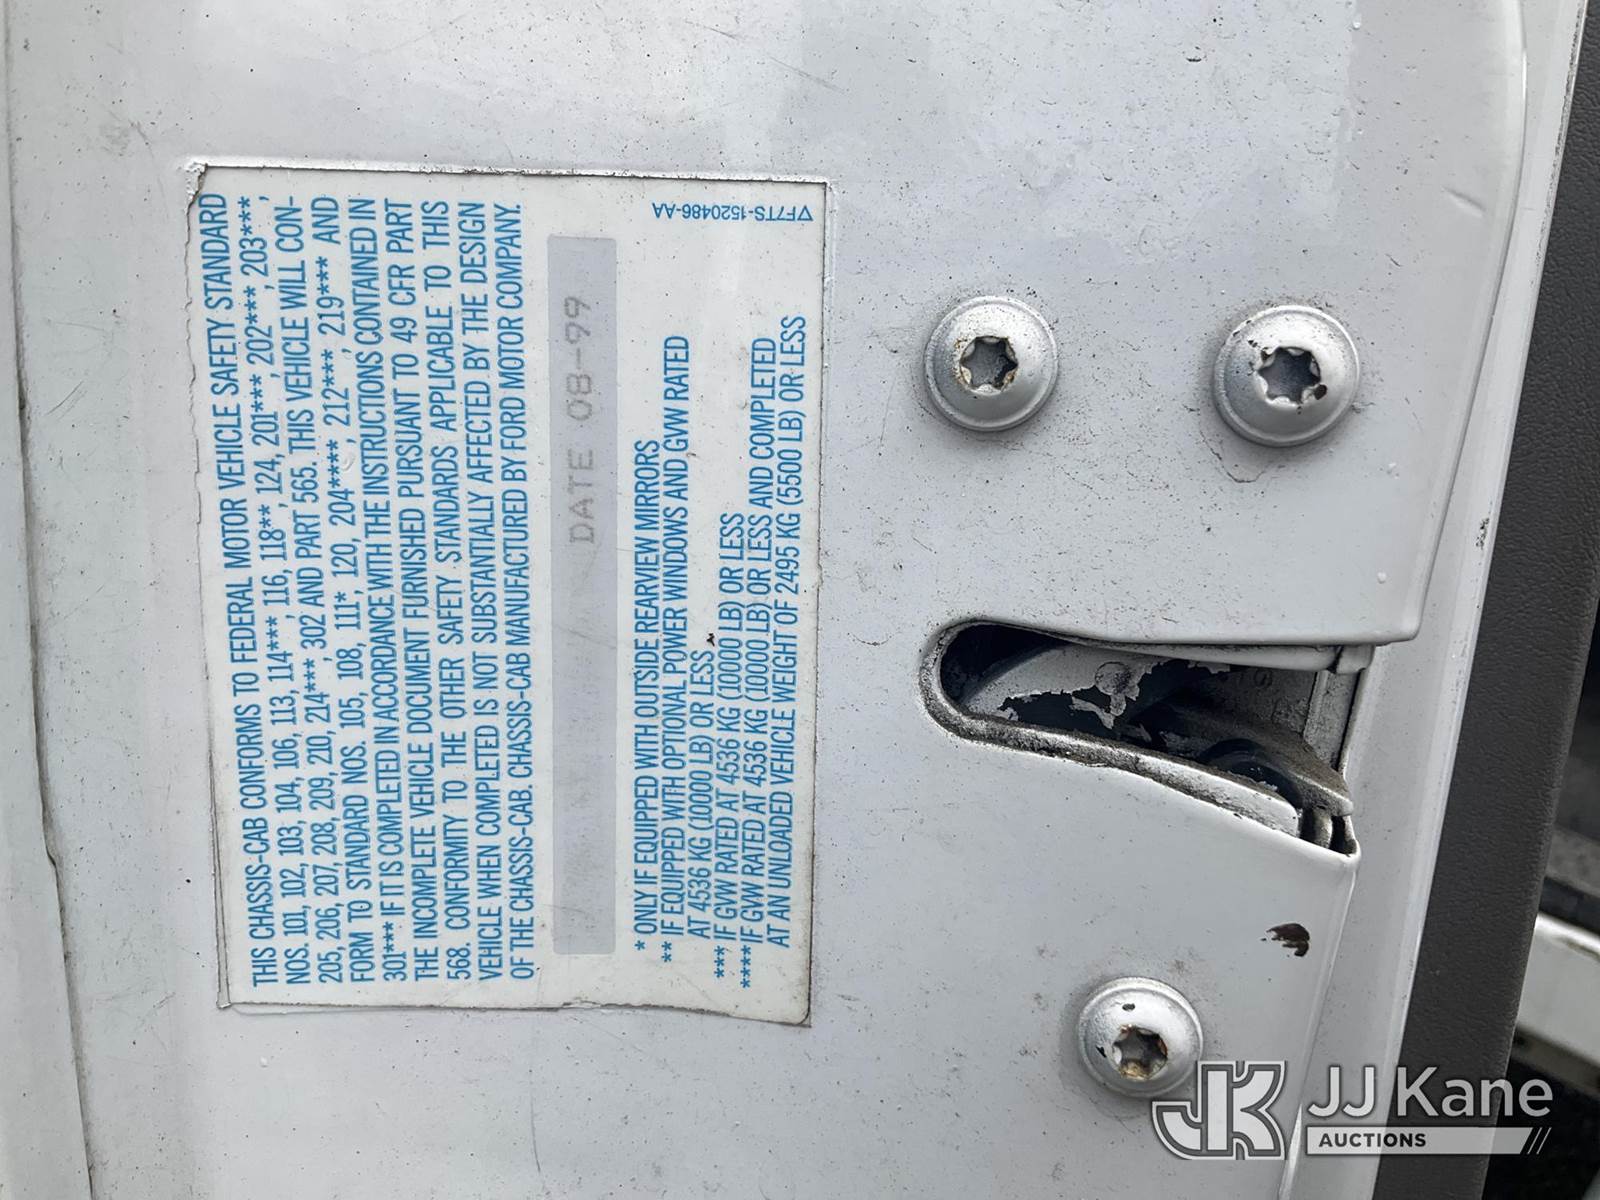 THIS CHASSIS-CAB CONFORMS TO FEDERAL MOTOR VEHICLE SAFETY STANDARD
NOS. 101, 102, 103, 104, 106, 113, 114***, 116, 118**, 124, 201***, 202***, 203***,
205, 206, 207, 208, 209, 210, 214***, 302 AND PART 565. THIS VEHICLE WILL CON-
FORM TO STANDARD NOS. 105, 108, 111*, 120, 204****, 212***, 219*** AND
301*** IF IT IS COMPLETED IN ACCORDANCE WITH THE INSTRUCTIONS CONTAINED IN
THE INCOMPLETE VEHICLE DOCUMENT FURNISHED PURSUANT TO 49 CFR PART
568. CONFORMITY TO THE OTHER SAFETY STANDARDS APPLICABLE TO THIS
VEHICLE WHEN COMPLETED IS NOT SUBSTANTIALLY AFFECTED BY THE DESIGN
OF THE CHASSIS-CAB. CHASSIS-CAB MANUFACTURED BY FORD MOTOR COMPANY.
DATE 08-99
* ONLY IF EQUIPPED WITH OUTSIDE REARVIEW MIRRORS
** IF EQUIPPED WITH OPTIONAL POWER WINDOWS AND GVW RATED
AT 4536 KG (10000 LB) OR LESS
*** IF GVW RATED AT 4536 KG (10000 LB) OR LESS
**** IF GVW RATED AT 4536 KG (10000 LB) OR LESS AND COMPLETED
AT AN UNLOADED VEHICLE WEIGHT OF 2495 KG (5500 LB) OR LESS
∇F7TS-1520486-AA
JK JJ Kane
AUCTIONS